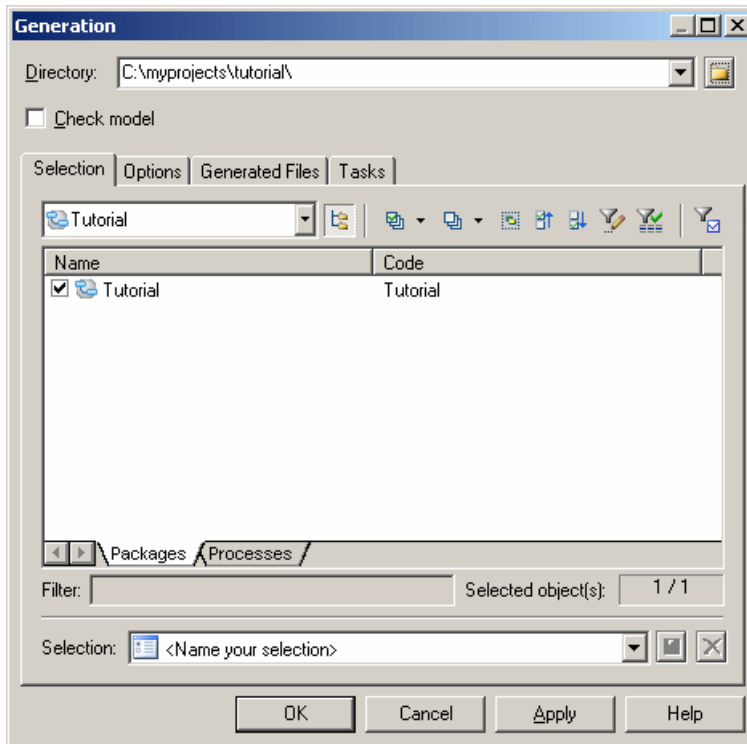 Generation
Directory: C:\myprojects\tutorial\
Check model
Selection Options Generated Files Tasks
Tutorial
Name Code
Tutorial Tutorial
Packages Processes
Filter: Selected object(s): 1 / 1
Selection: <Name your selection>
OK Cancel Apply Help